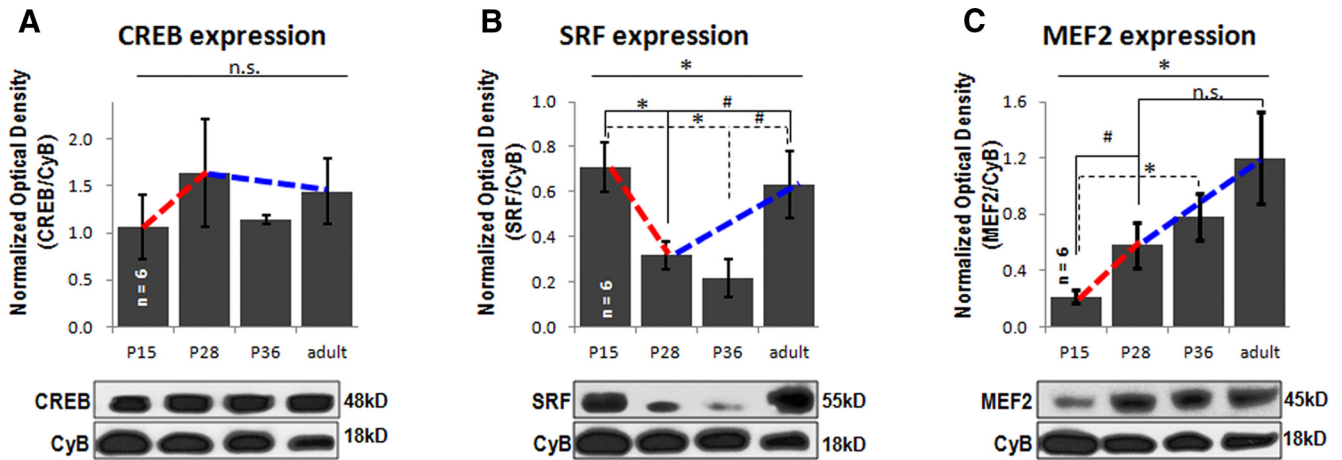 A
CREB expression
n.s.
Normalized Optical Density
(CREB/CyB)
2.0
1.5
1.0
0.5
0.0
n = 6
P15 P28 P36 adult
CREB 48kD
CyB 18kD
B
SRF expression
*
* #
* #
Normalized Optical Density
(SRF/CyB)
1.0
0.8
0.6
0.4
0.2
0.0
n = 6
P15 P28 P36 adult
SRF 55kD
CyB 18kD
C
MEF2 expression
*
n.s.
#
*
Normalized Optical Density
(MEF2/CyB)
1.6
1.2
0.8
0.4
0.0
n = 6
P15 P28 P36 adult
MEF2 45kD
CyB 18kD